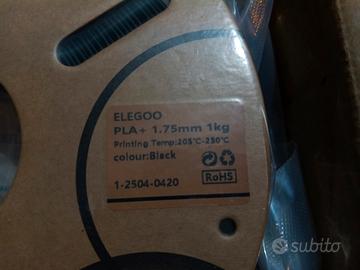 ELEGOO
PLA+ 1.75mm 1kg
Printing Temp:205℃-230℃
colour:Black
1-2504-0420
RoHS
subito